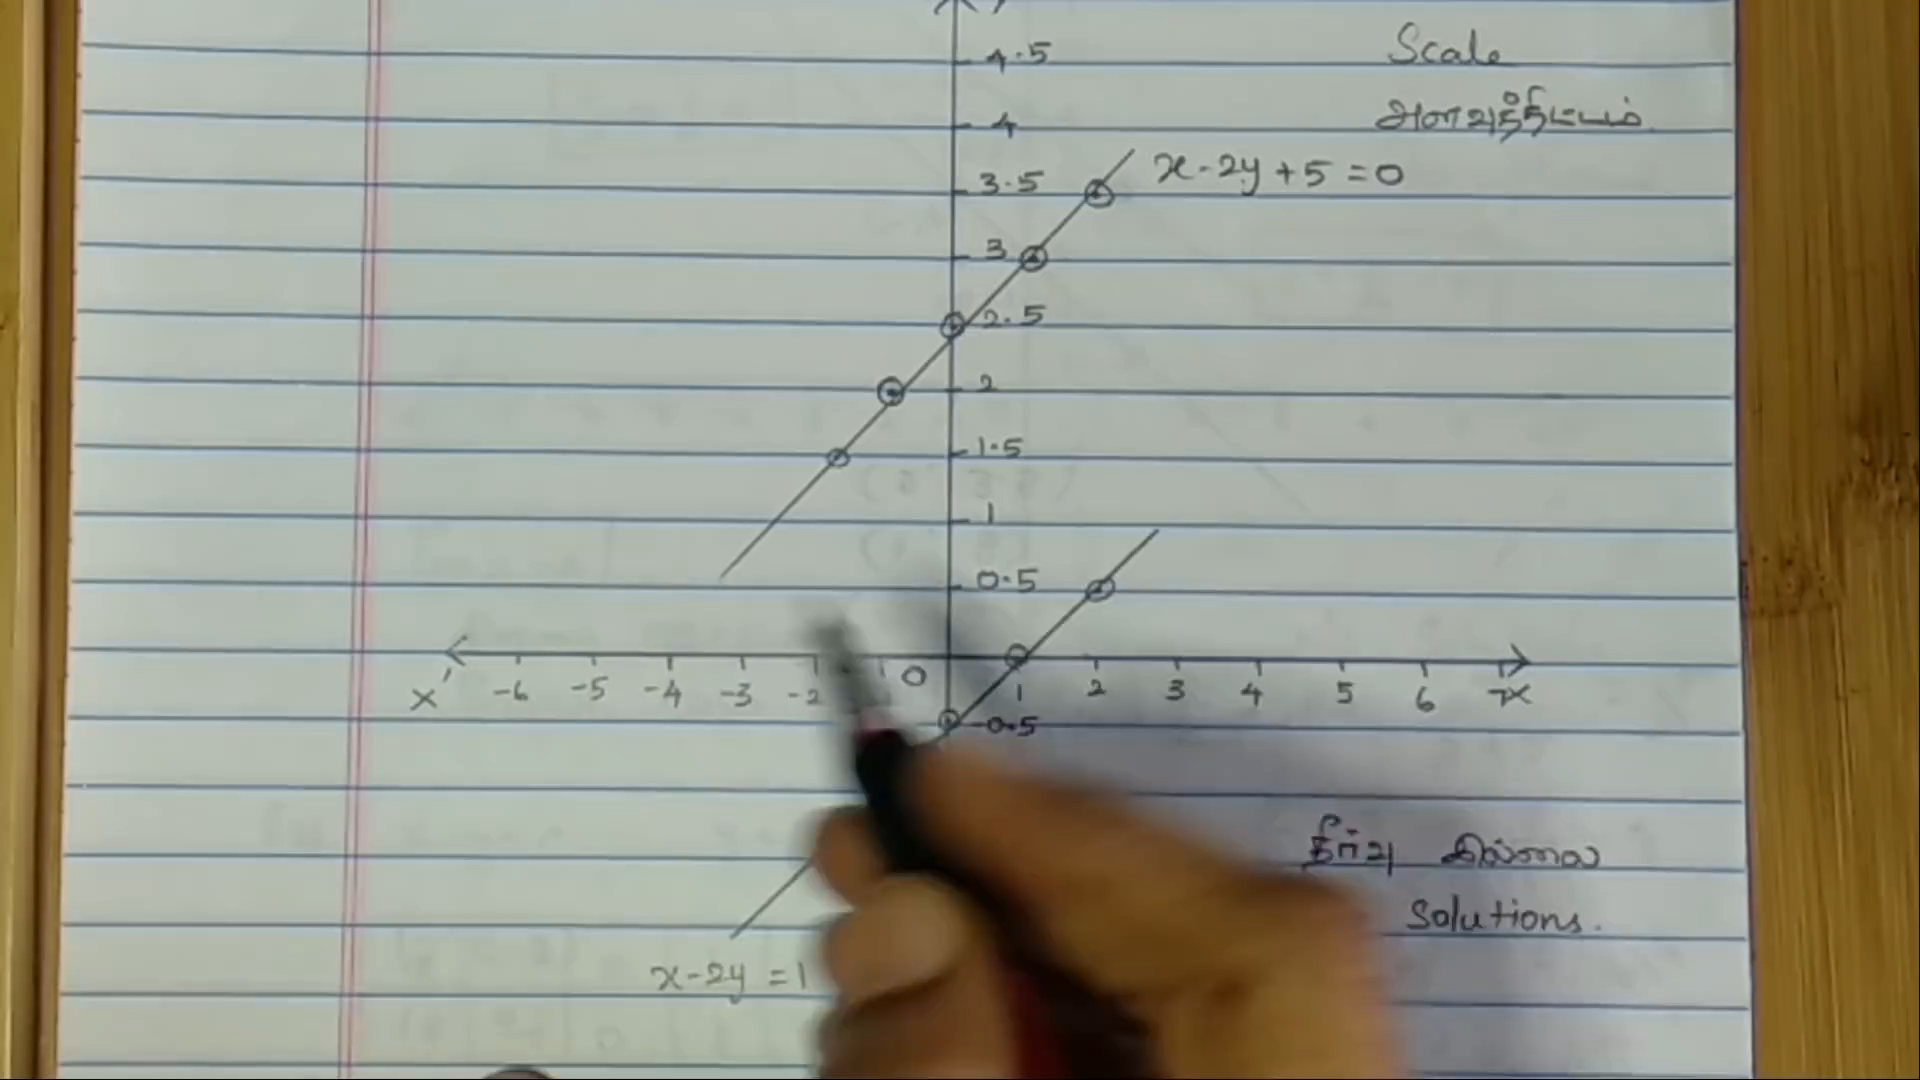 y
4.5
Scale
4
அளவுத்திட்டம்
3.5
x - 2y + 5 = 0
3
2.5
2
1.5
1
0.5
0
x' -6 -5 -4 -3 -2 1 2 3 4 5 6 7 x
-0.5
தீர்வு இல்லை
Solutions.
x - 2y = 1